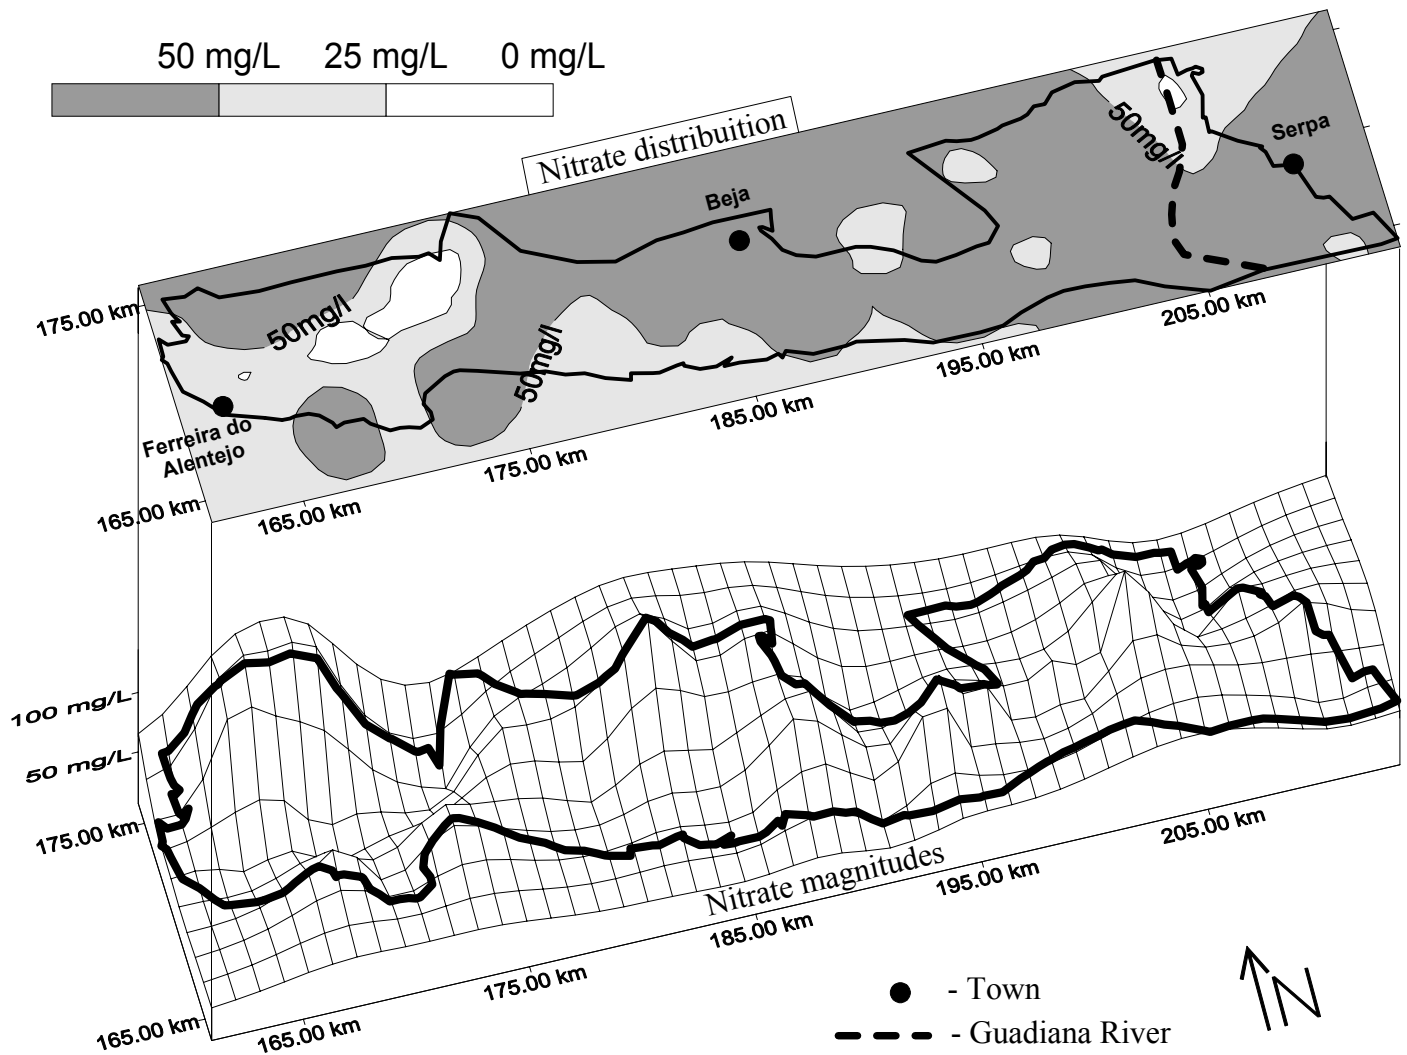 50 mg/L 25 mg/L 0 mg/L
Nitrate distribuition
50mg/l
Serpa
Beja
175.00 km
50mg/l
50mg/l
205.00 km
195.00 km
185.00 km
Ferreira do
Alentejo
175.00 km
165.00 km
165.00 km
100 mg/L
50 mg/L
175.00 km
205.00 km
Nitrate magnitudes
195.00 km
185.00 km
175.00 km
165.00 km
165.00 km
- Town
- Guadiana River
N